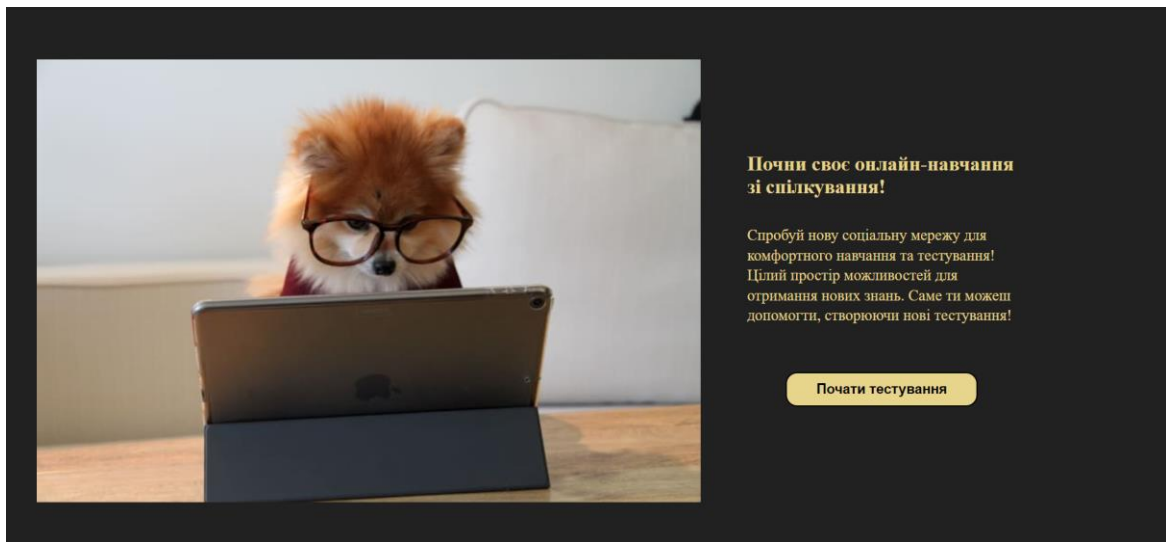 Почни своє онлайн-навчання
зі спілкування!
Спробуй нову соціальну мережу для
комфортного навчання та тестування!
Цілий простір можливостей для
отримання нових знань. Саме ти можеш
допомогти, створюючи нові тестування!
Почати тестування